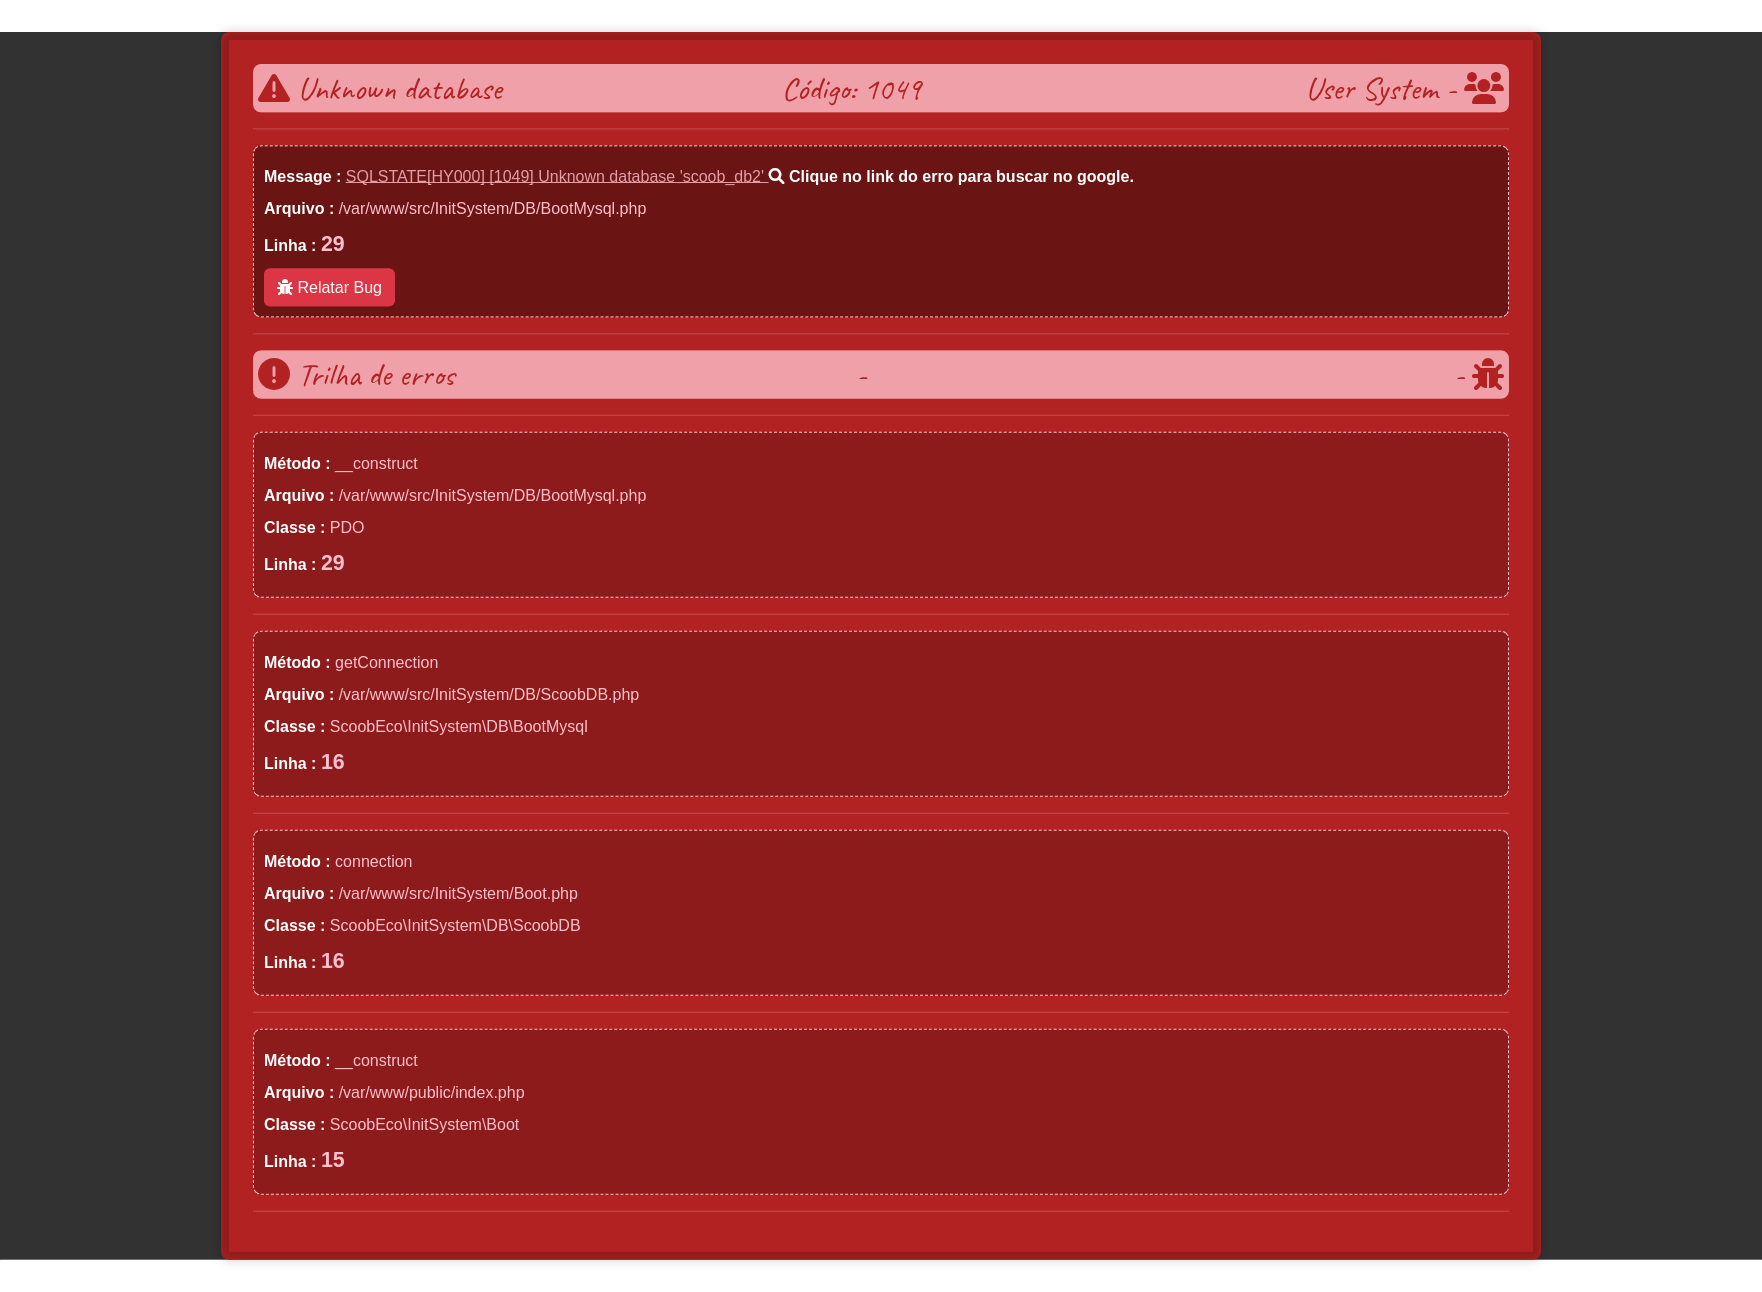 Unknown database Código: 1049 User System -
Message : SQLSTATE[HY000] [1049] Unknown database 'scoob_db2' Clique no link do erro para buscar no google.
Arquivo : /var/www/src/InitSystem/DB/BootMysql.php
Linha : 29
Relatar Bug
Trilha de erros - -
Método : __construct
Arquivo : /var/www/src/InitSystem/DB/BootMysql.php
Classe : PDO
Linha : 29
Método : getConnection
Arquivo : /var/www/src/InitSystem/DB/ScoobDB.php
Classe : ScoobEco\InitSystem\DB\BootMysql
Linha : 16
Método : connection
Arquivo : /var/www/src/InitSystem/Boot.php
Classe : ScoobEco\InitSystem\DB\ScoobDB
Linha : 16
Método : __construct
Arquivo : /var/www/public/index.php
Classe : ScoobEco\InitSystem\Boot
Linha : 15